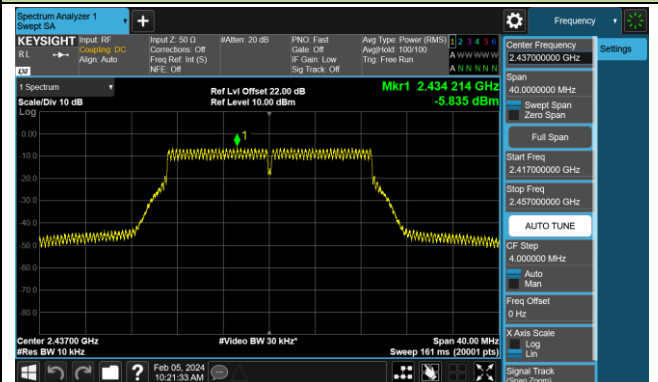 Spectrum Analyzer 1
Swept SA
Frequency
KEYSIGHT
RL
Input: RF
Coupling: DC
Align: Auto
Input Z: 50 Ω
Corrections: Off
Freq Ref: Int (S)
NFE: Off
#Atten: 20 dB
PNO: Fast
Gate: Off
IF Gain: Low
Sig Track: Off
Avg Type: Power (RMS)
Avg|Hold: 100/100
Trig: Free Run
1 2 3 4 5 6
A W W W W W
A N N N N N
1 Spectrum
Scale/Div 10 dB
Log
Ref Lvl Offset 22.00 dB
Ref Level 10.00 dBm
Mkr1 2.434 214 GHz
-5.835 dBm
1
0.00
-10.0
-20.0
-30.0
-40.0
-50.0
-60.0
-70.0
-80.0
Center 2.43700 GHz
#Res BW 10 kHz
#Video BW 30 kHz*
Span 40.00 MHz
Sweep 161 ms (20001 pts)
Center Frequency
2.437000000 GHz
Span
40.0000000 MHz
Swept Span
Zero Span
Full Span
Start Freq
2.417000000 GHz
Stop Freq
2.457000000 GHz
AUTO TUNE
CF Step
4.000000 MHz
Auto
Man
Freq Offset
0 Hz
X Axis Scale
Log
Lin
Signal Track
(Span Zoom)
Settings
Feb 05, 2024
10:21:33 AM